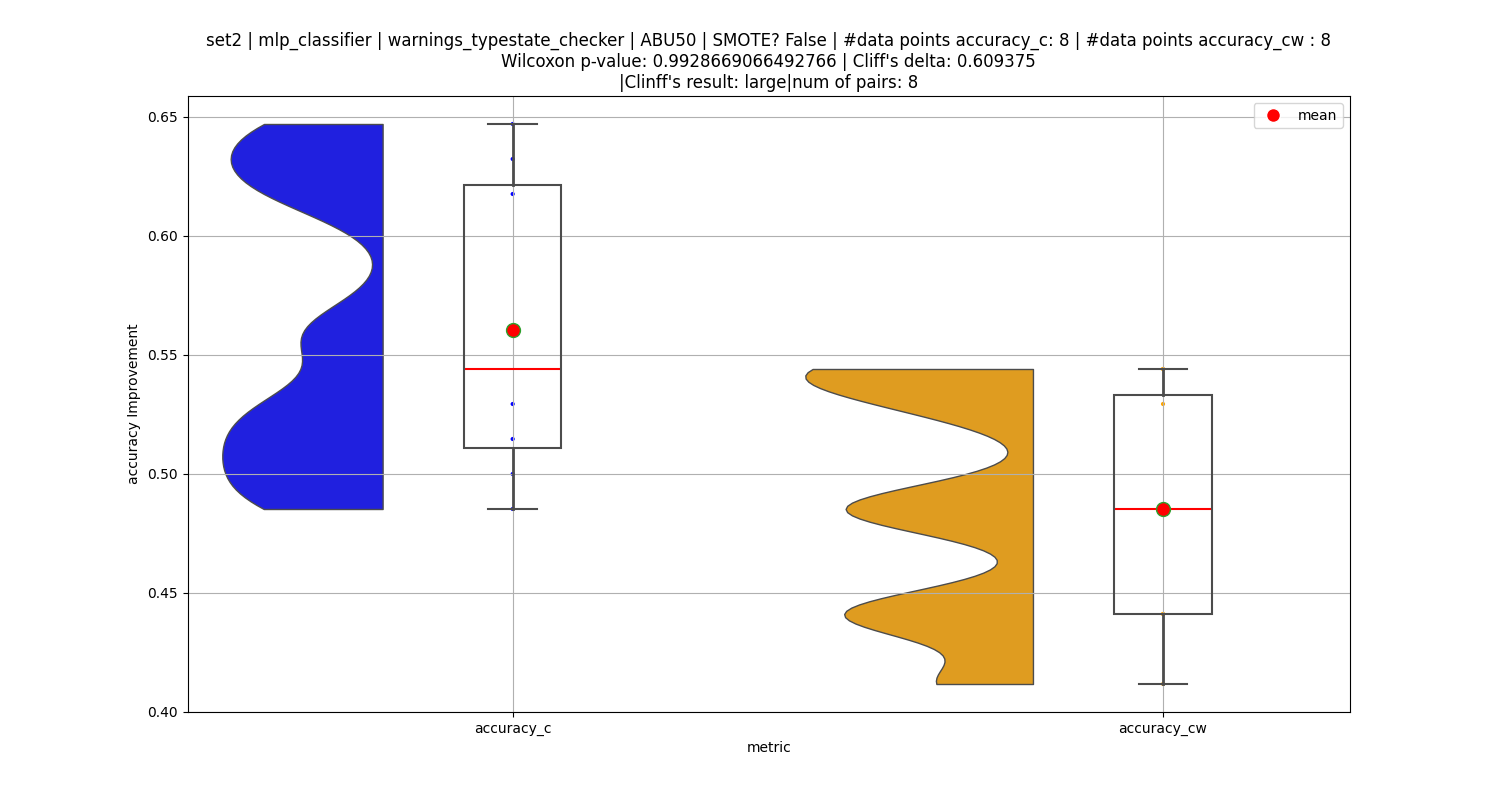 set2 | mlp_classifier | warnings_typestate_checker | ABU50 | SMOTE? False | #data points accuracy_c: 8 | #data points accuracy_cw : 8
Wilcoxon p-value: 0.9928669066492766 | Cliff's delta: 0.609375
|Clinff's result: large|num of pairs: 8
mean
0.65
0.60
0.55
0.50
0.45
0.40
accuracy Improvement
accuracy_c
accuracy_cw
metric